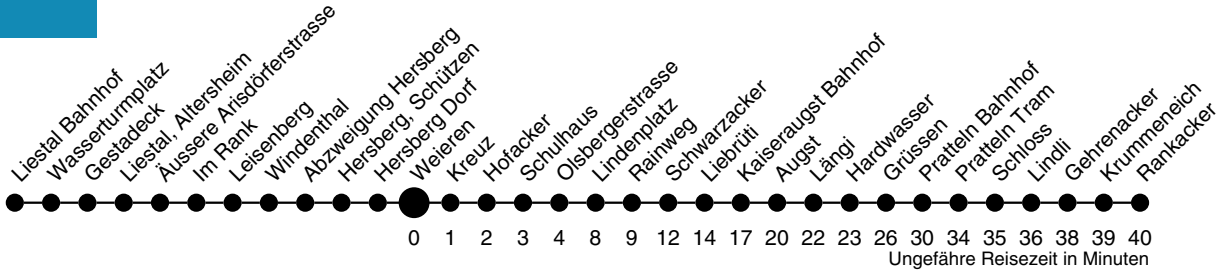 Liestal Bahnhof
Wasserturmplatz
Gestadeck
Liestal, Altersheim
Äussere Arisdörferstrasse
Im Rank
Leisenberg
Windenthal
Abzweigung Hersberg
Hersberg, Schützen
Hersberg Dorf
Weieren
Kreuz
Hofacker
Schulhaus
Olsbergerstrasse
Lindenplatz
Rainweg
Schwarzacker
Liebrüti
Kaiseraugst Bahnhof
Augst
Längi
Hardwasser
Grüssen
Pratteln Bahnhof
Pratteln Tram
Schloss
Lindli
Gehrenacker
Krummeneich
Rankacker
0 1 2 3 4 8 9 12 14 17 20 22 23 26 30 34 35 36 38 39 40
Ungefähre Reisezeit in Minuten